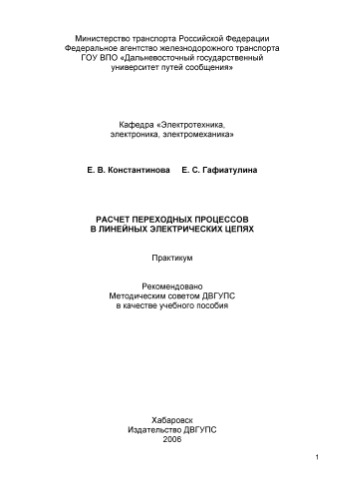 Министерство транспорта Российской Федерации
Федеральное агентство железнодорожного транспорта
ГОУ ВПО «Дальневосточный государственный
университет путей сообщения»
Кафедра «Электротехника,
электроника, электромеханика»
Е. В. Константинова Е. С. Гафиатулина
РАСЧЕТ ПЕРЕХОДНЫХ ПРОЦЕССОВ
В ЛИНЕЙНЫХ ЭЛЕКТРИЧЕСКИХ ЦЕПЯХ
Практикум
Рекомендовано
Методическим советом ДВГУПС
в качестве учебного пособия
Хабаровск
Издательство ДВГУПС
2006
1